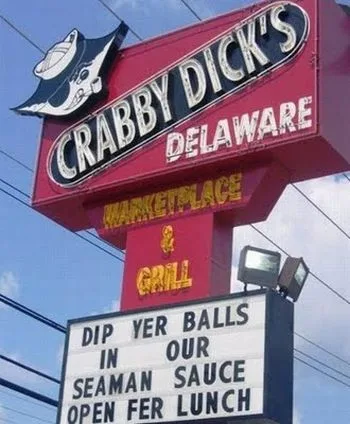 CRABBY DICK'S
DELAWARE
MARKETPLACE
&
GRILL
DIP YER BALLS
IN OUR
SEAMAN SAUCE
OPEN FER LUNCH